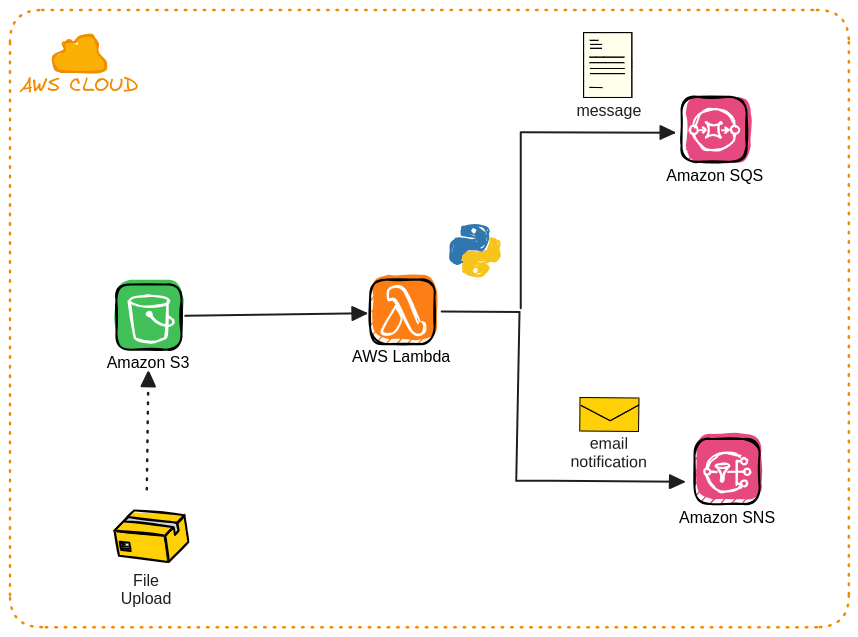 AWS CLOUD
message
Amazon SQS
Amazon S3
AWS Lambda
email
notification
Amazon SNS
File
Upload